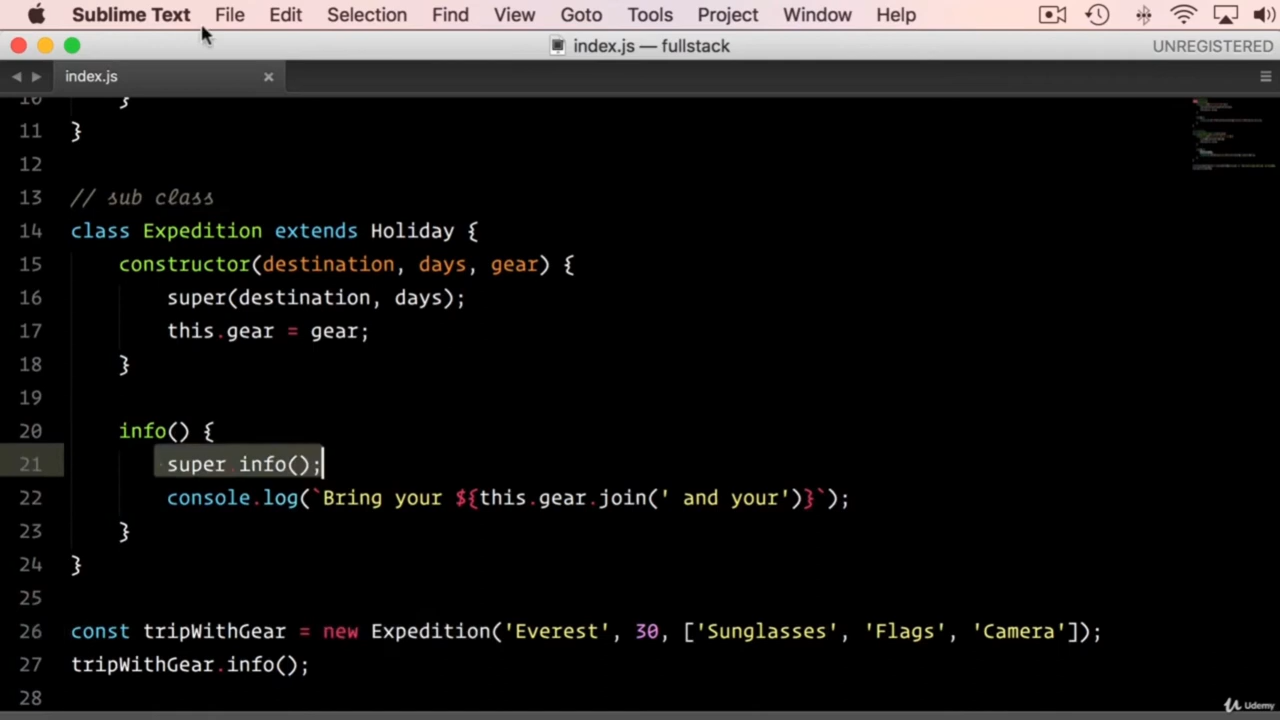 Sublime Text File Edit Selection Find View Goto Tools Project Window Help
index.js — fullstack UNREGISTERED
index.js
10 }
11 }
12
13 // sub class
14 class Expedition extends Holiday {
15 constructor(destination, days, gear) {
16 super(destination, days);
17 this.gear = gear;
18 }
19
20 info() {
21 super.info();
22 console.log(`Bring your ${this.gear.join(' and your')}`);
23 }
24 }
25
26 const tripWithGear = new Expedition('Everest', 30, ['Sunglasses', 'Flags', 'Camera']);
27 tripWithGear.info();
28
Udemy